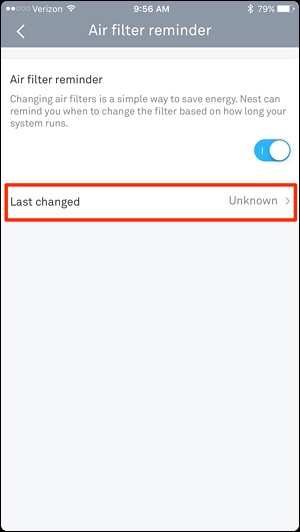 Verizon 9:56 AM 79%
Air filter reminder
Air filter reminder
Changing air filters is a simple way to save energy. Nest can
remind you when to change the filter based on how long your
system runs.
Last changed Unknown